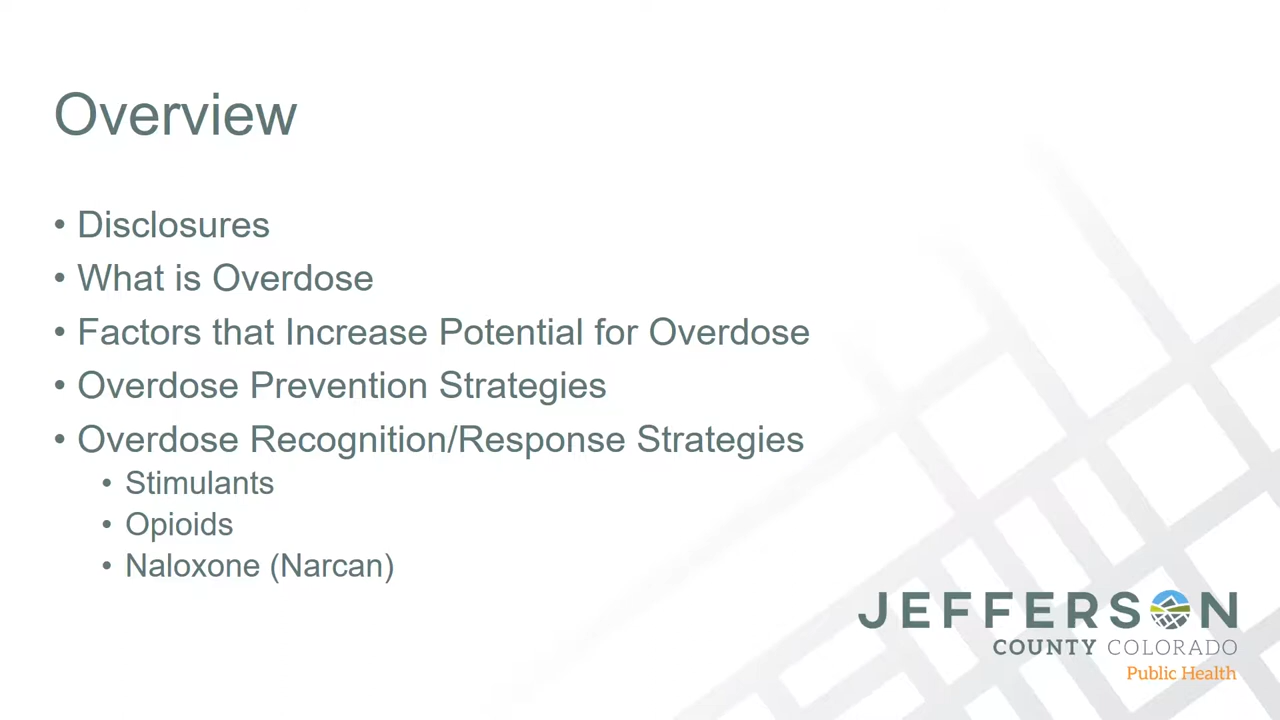 Overview
• Disclosures
• What is Overdose
• Factors that Increase Potential for Overdose
• Overdose Prevention Strategies
• Overdose Recognition/Response Strategies
• Stimulants
• Opioids
• Naloxone (Narcan)
JEFFERSON
COUNTY COLORADO
Public Health